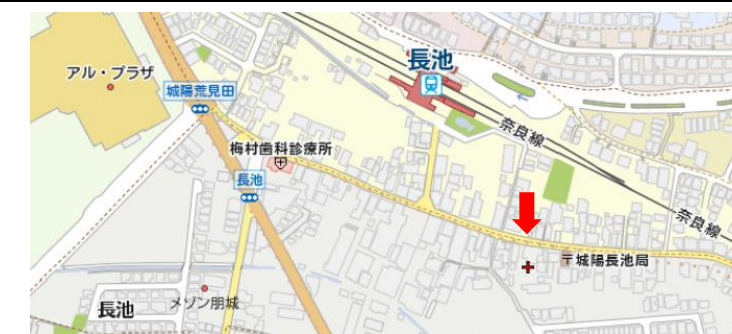 長池
アル・プラザ
城陽荒見田
奈良線
梅村歯科診療所
長池
奈良線
〒城陽長池局
メゾン朋城
長池